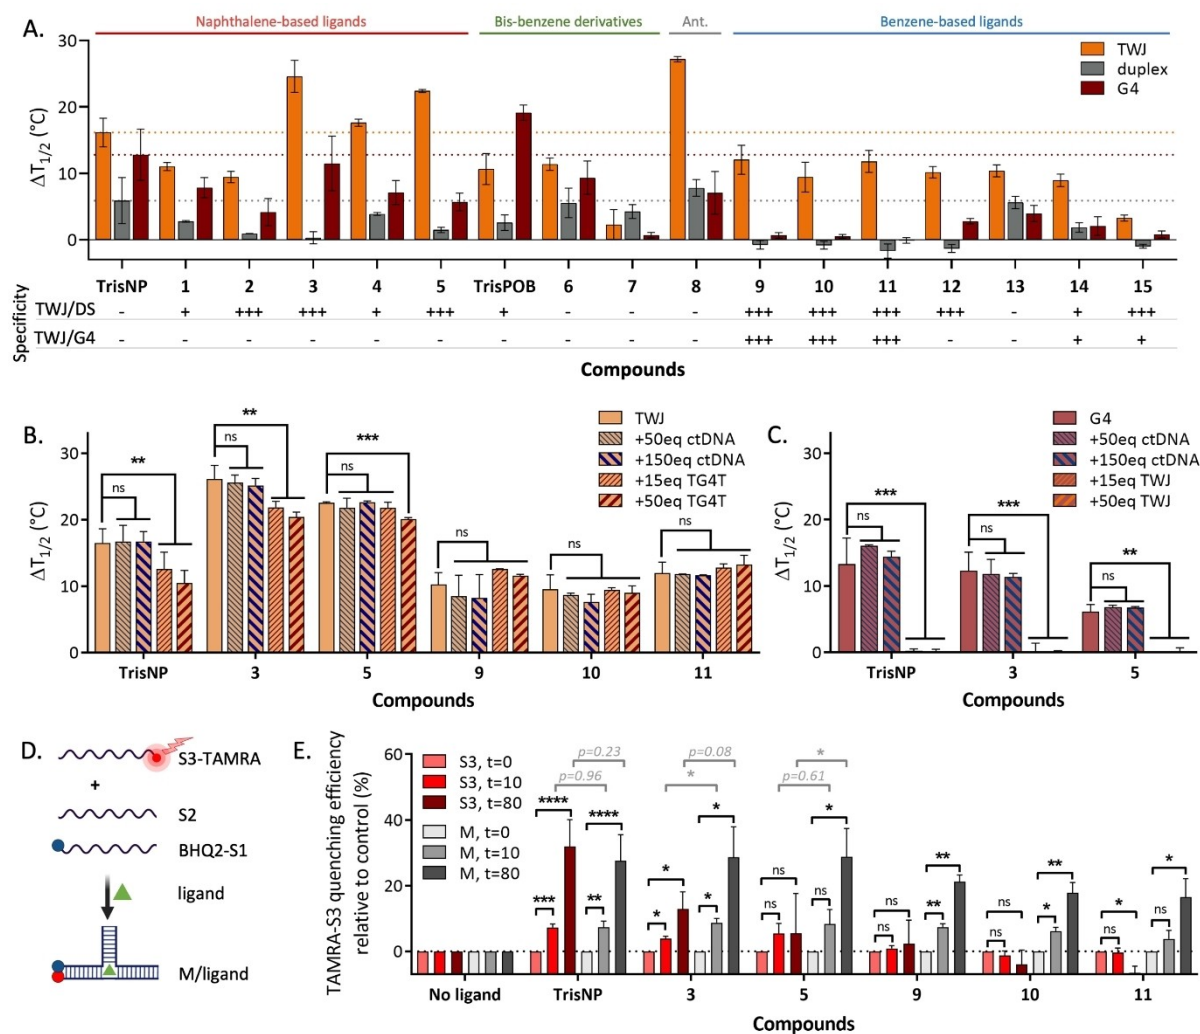 A.
Naphthalene-based ligands Bis-benzene derivatives Ant. Benzene-based ligands
TWJ
duplex
G4
ΔT1/2 (°C)
30
20
10
0
TrisNP 1 2 3 4 5 TrisPOB 6 7 8 9 10 11 12 13 14 15
Specificity
TWJ/DS - + +++ +++ + +++ + - - - +++ +++ +++ +++ - + +++
TWJ/G4 - - - - - - - - - - +++ +++ +++ - - + +
Compounds
B.
TWJ
+50eq ctDNA
+150eq ctDNA
+15eq TG4T
+50eq TG4T
ΔT1/2 (°C)
30
20
10
0
** ns
** ns
*** ns
ns
ns
ns
TrisNP 3 5 9 10 11
Compounds
C.
G4
+50eq ctDNA
+150eq ctDNA
+15eq TWJ
+50eq TWJ
ΔT1/2 (°C)
30
20
10
0
*** ns
*** ns
** ns
TrisNP 3 5
Compounds
D.
S3-TAMRA
+
S2
BHQ2-S1
ligand
M/ligand
E.
TAMRA-S3 quenching efficiency
relative to control (%)
60
40
20
0
S3, t=0
S3, t=10
S3, t=80
M, t=0
M, t=10
M, t=80
p=0.23
p=0.96
**** ****
*** **
p=0.08
*
* *
* *
*
p=0.61
ns *
ns ns
ns **
ns **
ns **
ns *
* *
ns ns
No ligand TrisNP 3 5 9 10 11
Compounds